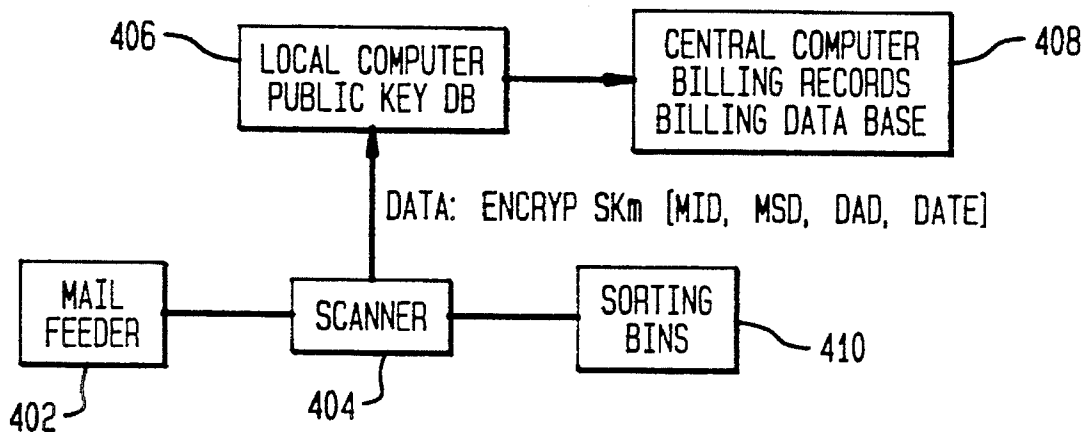 406
LOCAL COMPUTER
PUBLIC KEY DB
CENTRAL COMPUTER
BILLING RECORDS
BILLING DATA BASE
408
DATA: ENCRYP SKm [MID, MSD, DAD, DATE]
MAIL
FEEDER
402
SCANNER
404
SORTING
BINS
410